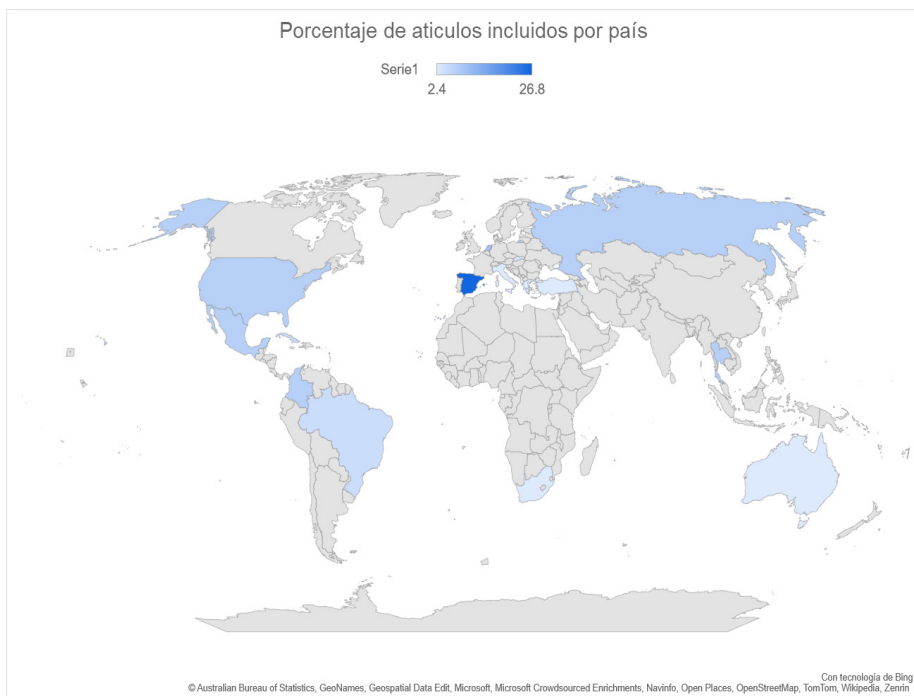 Porcentaje de aticulos incluidos por país
Serie1
2.4 26.8
Con tecnología de Bing
© Australian Bureau of Statistics, GeoNames, Geospatial Data Edit, Microsoft, Microsoft Crowdsourced Enrichments, Navinfo, Open Places, OpenStreetMap, TomTom, Wikipedia, Zenrin